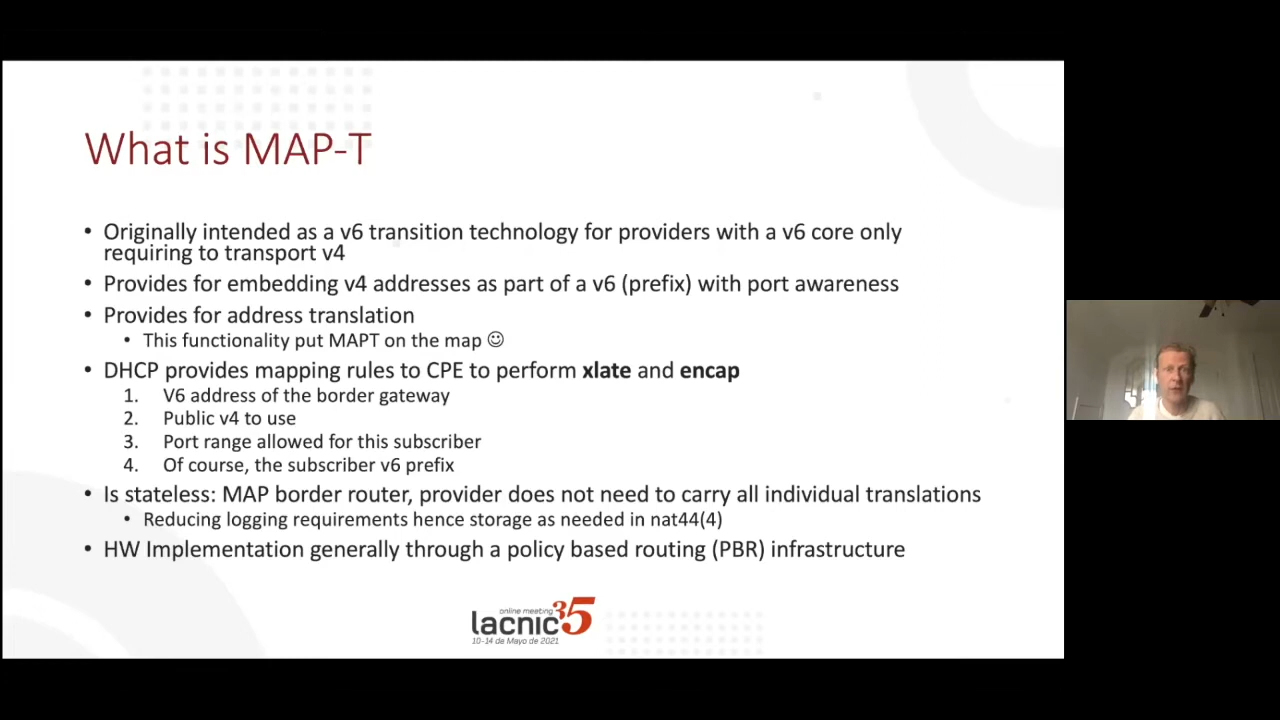 What is MAP-T
• Originally intended as a v6 transition technology for providers with a v6 core only
requiring to transport v4
• Provides for embedding v4 addresses as part of a v6 (prefix) with port awareness
• Provides for address translation
• This functionality put MAPT on the map ☺
• DHCP provides mapping rules to CPE to perform xlate and encap
1. V6 address of the border gateway
2. Public v4 to use
3. Port range allowed for this subscriber
4. Of course, the subscriber v6 prefix
• Is stateless: MAP border router, provider does not need to carry all individual translations
• Reducing logging requirements hence storage as needed in nat44(4)
• HW Implementation generally through a policy based routing (PBR) infrastructure
online meeting
lacnic 35
10-14 de Mayo de 2021